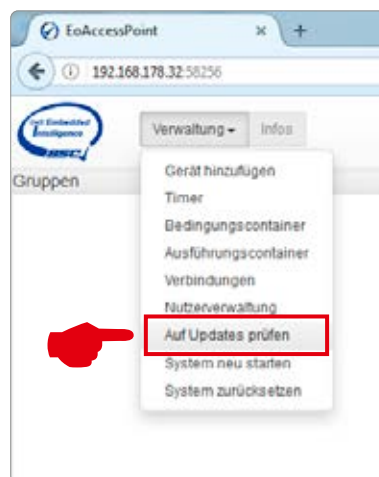 EoAccessPoint
192.168.178.32:58256
Verwaltung
Infos
Gruppen
Gerät hinzufügen
Timer
Bedingungscontainer
Ausführungscontainer
Verbindungen
Nutzerverwaltung
Auf Updates prüfen
System neu starten
System zurücksetzen